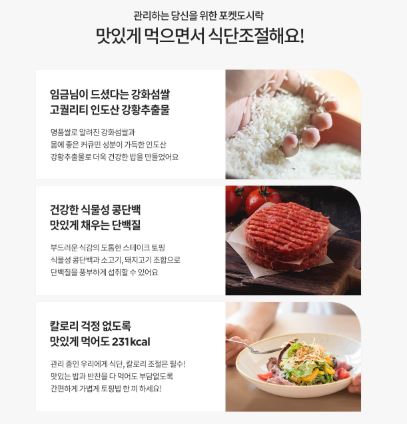 관리하는 당신을 위한 포켓도시락
맛있게 먹으면서 식단조절해요!
임금님이 드셨다는 강화섬쌀
고퀄리티 인도산 강황추출물
명품쌀로 알려진 강화섬쌀과
몸에 좋은 커큐민 성분이 가득한 인도산
강황추출물로 더욱 건강한 밥을 만들었어요
건강한 식물성 콩단백
맛있게 채우는 단백질
부드러운 식감의 도톰한 스테이크 토핑
식물성 콩단백과 소고기, 돼지고기 조합으로
단백질을 풍부하게 섭취할 수 있어요
칼로리 걱정 없도록
맛있게 먹어도 231kcal
관리 중인 우리에게 식단, 칼로리 조절은 필수!
맛있는 밥과 반찬을 다 먹어도 부담없도록
간편하게 가볍게 토핑밥 한 끼 하세요!